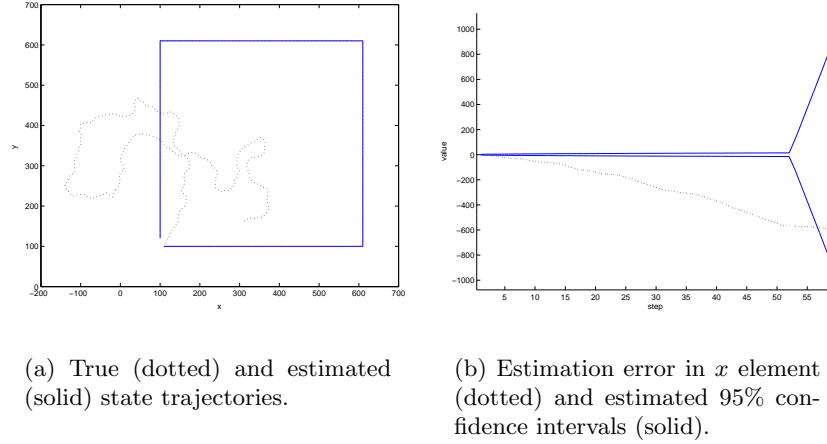 700
600
500
400
300
200
100
0
y
−200 −100 0 100 200 300 400 500 600 700
x
1000
800
600
400
200
0
−200
−400
−600
−800
−1000
value
5 10 15 20 25 30 35 40 45 50 55
step
(a) True (dotted) and estimated
(solid) state trajectories.
(b) Estimation error in x element
(dotted) and estimated 95% con-
fidence intervals (solid).